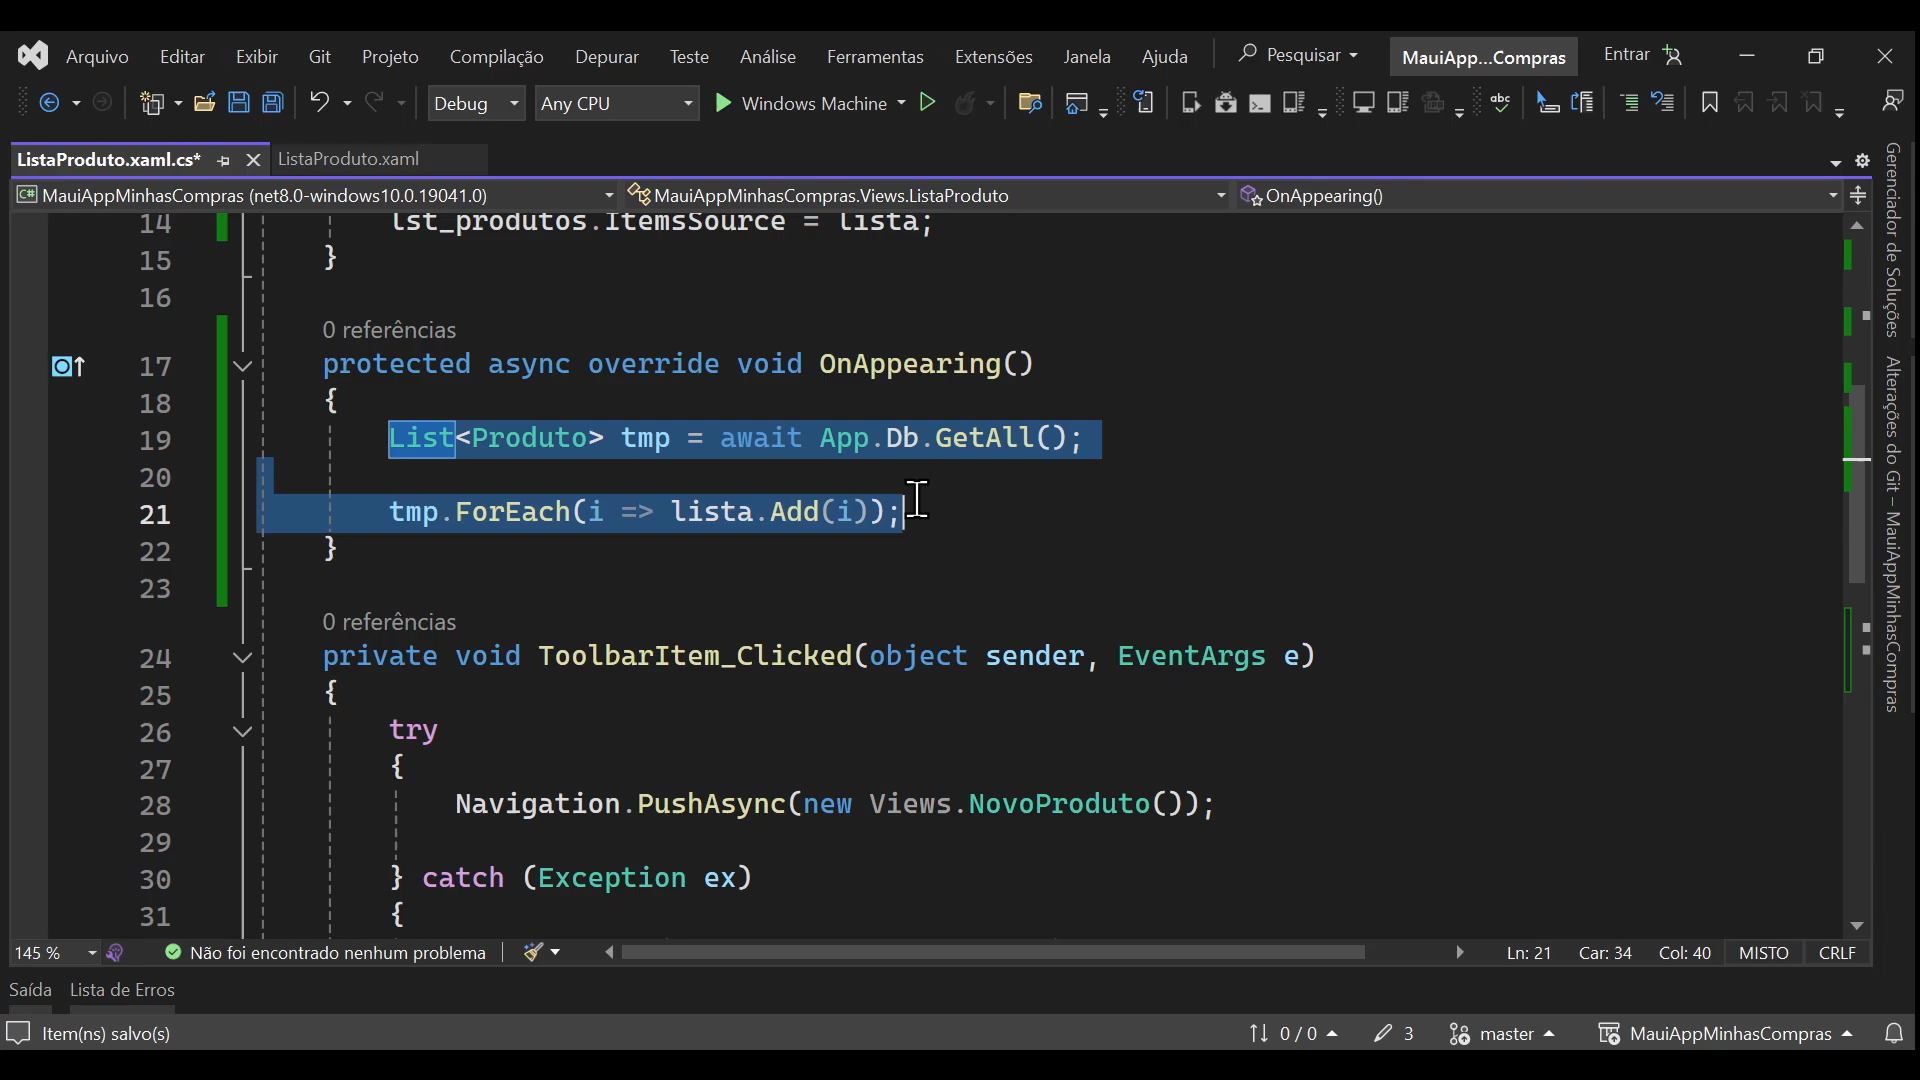 Arquivo Editar Exibir Git Projeto Compilação Depurar Teste Análise Ferramentas Extensões Janela Ajuda Pesquisar MauiApp...Compras Entrar
Debug Any CPU Windows Machine abc
ListaProduto.xaml.cs* ListaProduto.xaml
C# MauiAppMinhasCompras (net8.0-windows10.0.19041.0) MauiAppMinhasCompras.Views.ListaProduto OnAppearing()
14 lst_produtos.ItemsSource = lista;
15 }
16
0 referências
17 protected async override void OnAppearing()
18 {
19 List<Produto> tmp = await App.Db.GetAll();
20
21 tmp.ForEach(i => lista.Add(i));
22 }
23
0 referências
24 private void ToolbarItem_Clicked(object sender, EventArgs e)
25 {
26 try
27 {
28 Navigation.PushAsync(new Views.NovoProduto());
29
30 } catch (Exception ex)
31 {
145 % Não foi encontrado nenhum problema Ln: 21 Car: 34 Col: 40 MISTO CRLF
Saída Lista de Erros
Item(ns) salvo(s) 0 / 0 3 master MauiAppMinhasCompras
Gerenciador de Soluções
Alterações do Git – MauiAppMinhasCompras